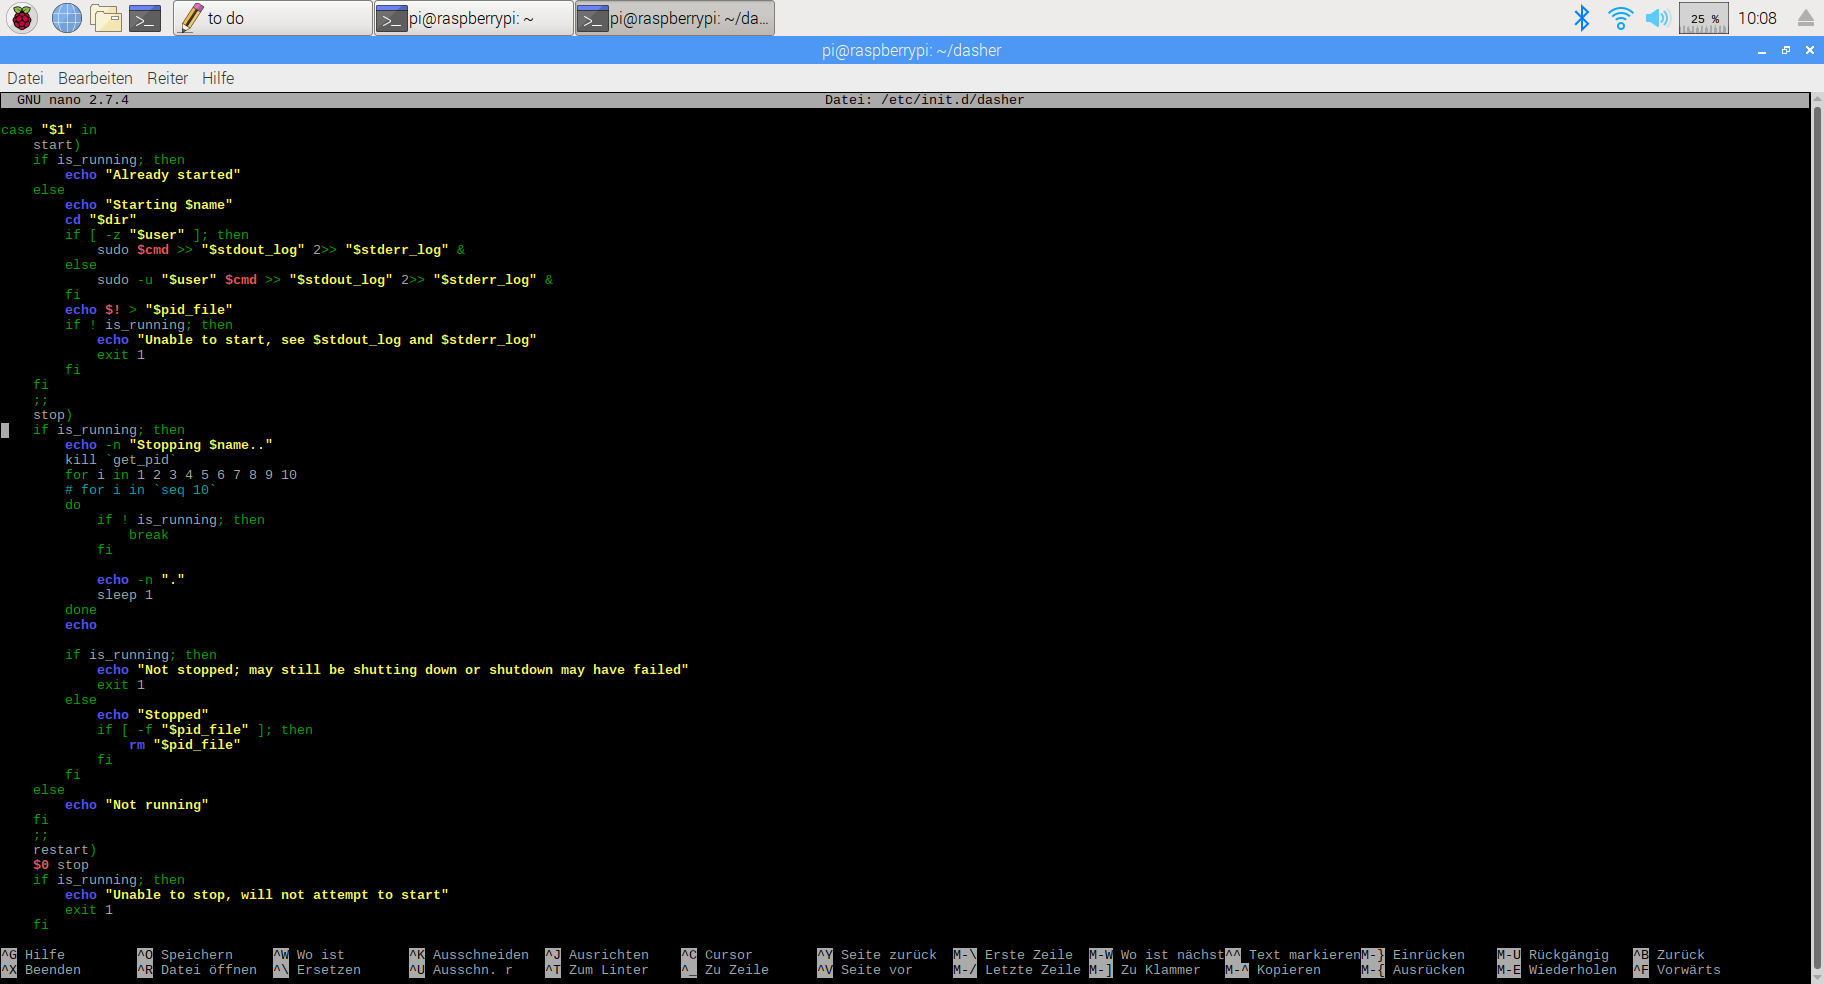 to do
pi@raspberrypi: ~
pi@raspberrypi: ~/da...
25 %
10:08
pi@raspberrypi: ~/dasher
Datei Bearbeiten Reiter Hilfe
GNU nano 2.7.4 Datei: /etc/init.d/dasher
case "$1" in
    start)
    if is_running; then
        echo "Already started"
    else
        echo "Starting $name"
        cd "$dir"
        if [ -z "$user" ]; then
            sudo $cmd >> "$stdout_log" 2>> "$stderr_log" &
        else
            sudo -u "$user" $cmd >> "$stdout_log" 2>> "$stderr_log" &
        fi
        echo $! > "$pid_file"
        if ! is_running; then
            echo "Unable to start, see $stdout_log and $stderr_log"
            exit 1
        fi
    fi
    ;;
    stop)
    if is_running; then
        echo -n "Stopping $name.."
        kill `get_pid`
        for i in 1 2 3 4 5 6 7 8 9 10
        # for i in `seq 10`
        do
            if ! is_running; then
                break
            fi

            echo -n "."
            sleep 1
        done
        echo

        if is_running; then
            echo "Not stopped; may still be shutting down or shutdown may have failed"
            exit 1
        else
            echo "Stopped"
            if [ -f "$pid_file" ]; then
                rm "$pid_file"
            fi
        fi
    else
        echo "Not running"
    fi
    ;;
    restart)
    $0 stop
    if is_running; then
        echo "Unable to stop, will not attempt to start"
        exit 1
    fi
^G Hilfe ^O Speichern ^W Wo ist ^K Ausschneiden ^J Ausrichten ^C Cursor ^Y Seite zurück M-\ Erste Zeile M-W Wo ist nächst ^^ Text markieren M-} Einrücken M-U Rückgängig ^B Zurück
^X Beenden ^R Datei öffnen ^\ Ersetzen ^U Ausschn. r ^T Zum Linter ^_ Zu Zeile ^V Seite vor M-/ Letzte Zeile M-] Zu Klammer M-^ Kopieren M-{ Ausrücken M-E Wiederholen ^F Vorwärts